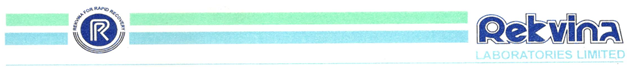 REKVINA FOR RAPID RECOVERY
R
Rekvina
LABORATORIES LIMITED